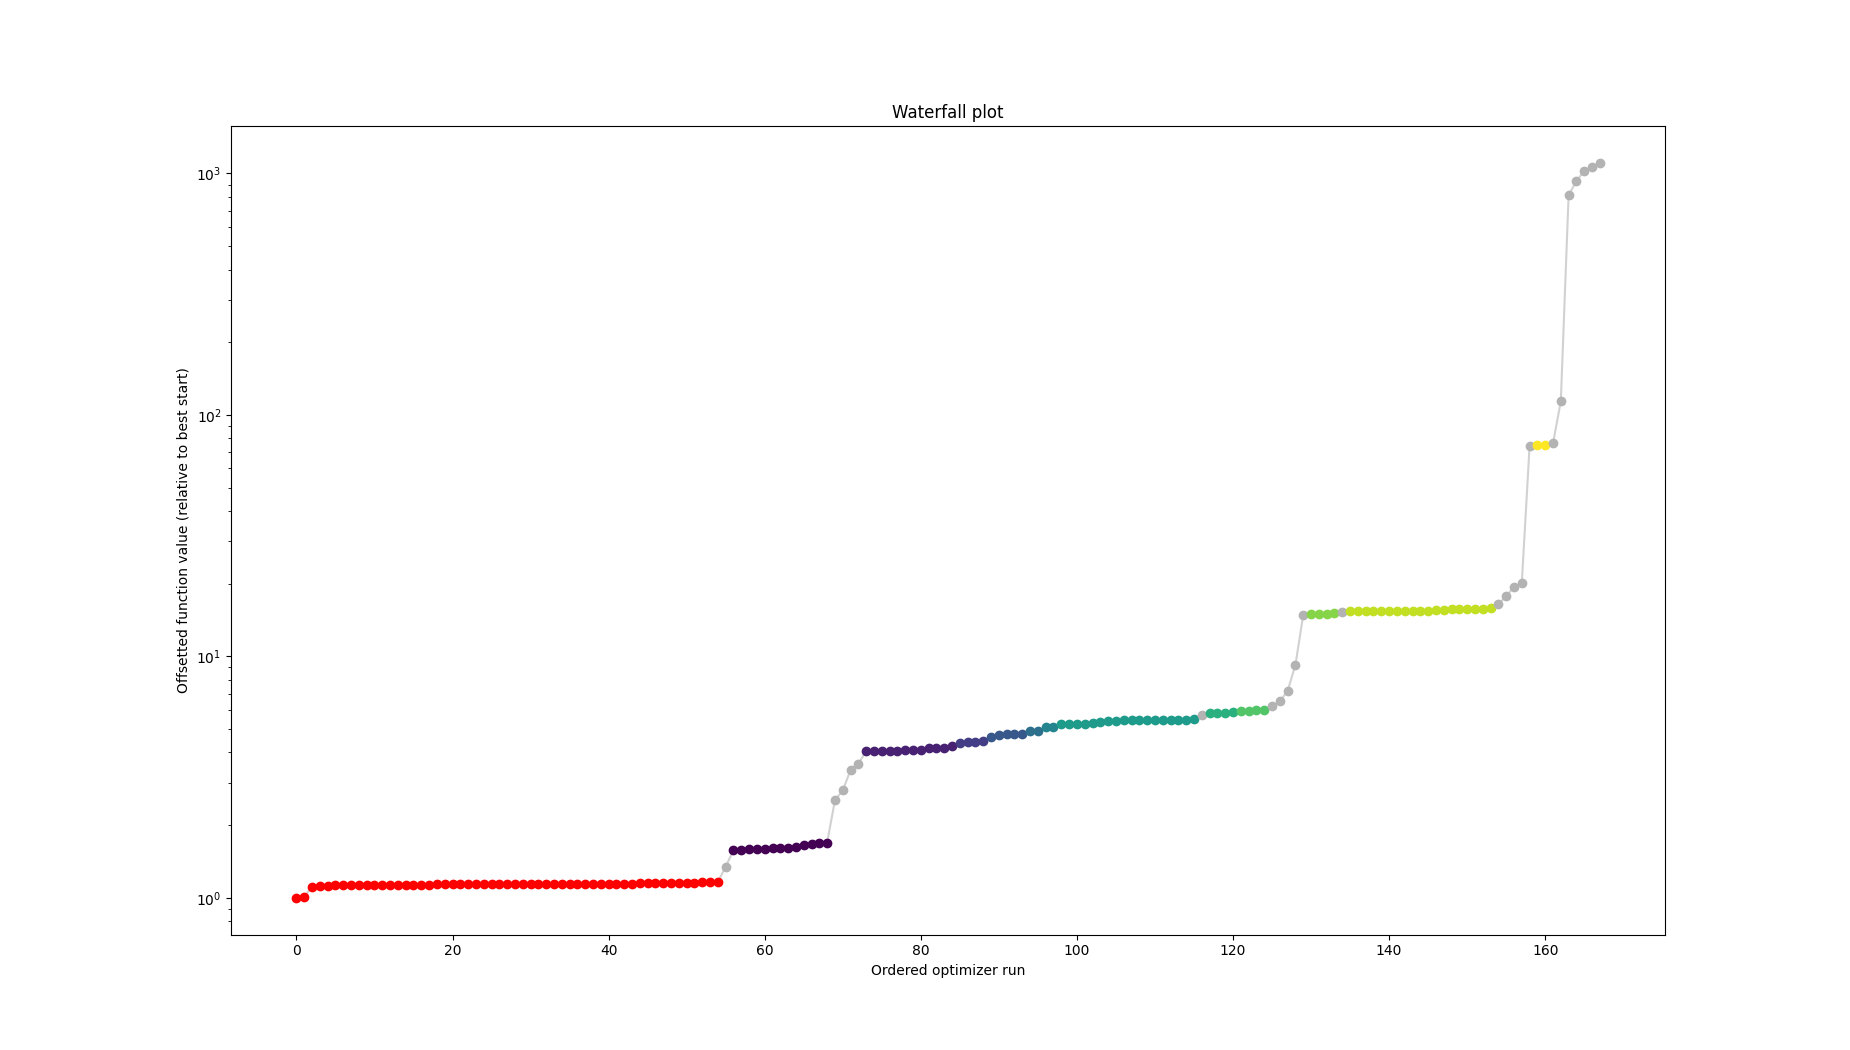 Waterfall plot
Offsetted function value (relative to best start)
10³
10²
10¹
10⁰
0 20 40 60 80 100 120 140 160
Ordered optimizer run